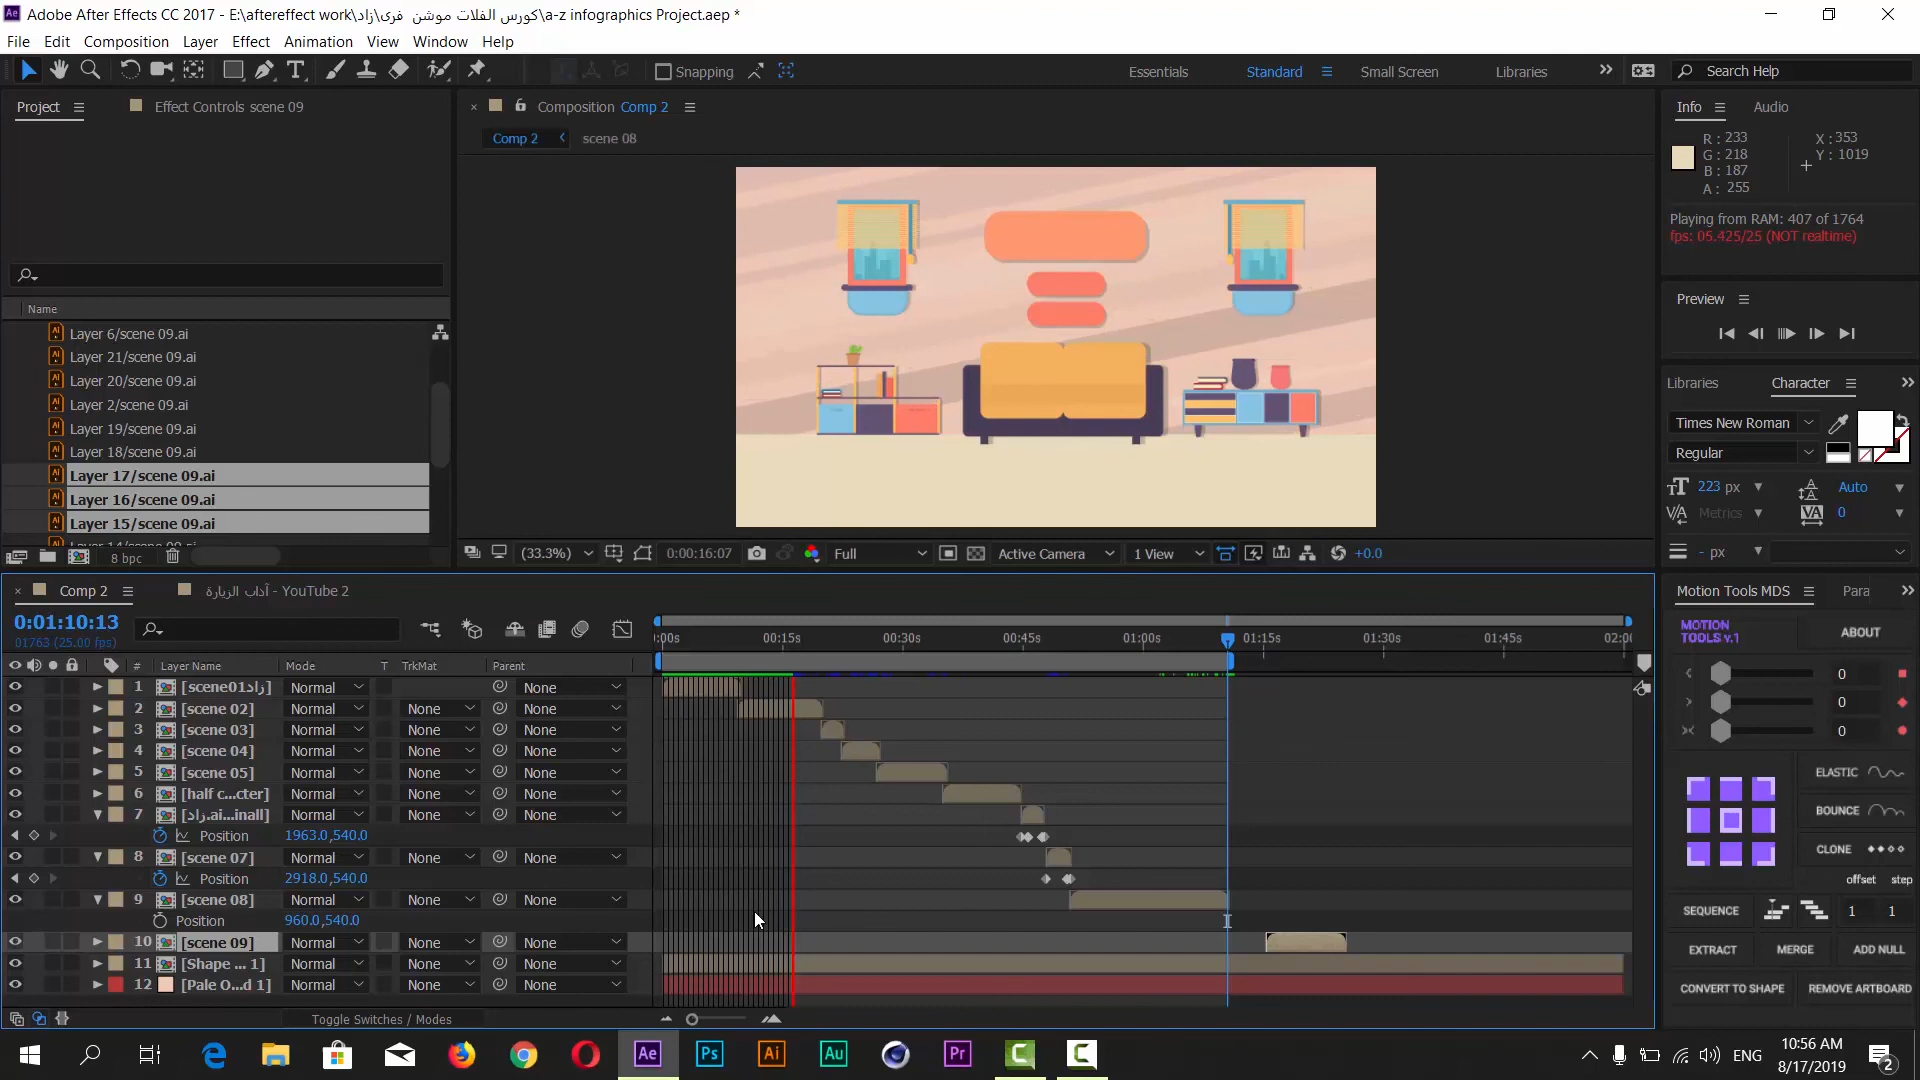 Adobe After Effects CC 2017 - E:\aftereffect work\زاد\كورس الفلات موشن  فرى\a-z infographics Project.aep *
File Edit Composition Layer Effect Animation View Window Help
Snapping Essentials Standard Small Screen Libraries Search Help
Project Effect Controls scene 09
Composition Comp 2
Comp 2 scene 08
Info Audio
R : 233
G : 218
B : 187
A : 255
X : 353
Y : 1019
Playing from RAM: 407 of 1764
fps: 05.425/25 (NOT realtime)
Preview
Name
Layer 6/scene 09.ai
Layer 21/scene 09.ai
Layer 20/scene 09.ai
Layer 2/scene 09.ai
Layer 19/scene 09.ai
Layer 18/scene 09.ai
Layer 17/scene 09.ai
Layer 16/scene 09.ai
Layer 15/scene 09.ai
8 bpc
(33.3%) 0:00:16:07 Full Active Camera 1 View +0.0
Libraries Character
Times New Roman
Regular
223 px Auto
Metrics 0
- px
Comp 2 آداب الزيارة - YouTube 2
0:01:10:13
01763 (25.00 fps)
:00s 00:15s 00:30s 00:45s 01:00s 01:15s 01:30s 01:45s 02:00
# Layer Name Mode T TrkMat Parent
1 [scene01زاد] Normal None
2 [scene 02] Normal None None
3 [scene 03] Normal None None
4 [scene 04] Normal None None
5 [scene 05] Normal None None
6 [half c...cter] Normal None None
7 [زاد.ai...inall] Normal None None
Position 1963.0,540.0
8 [scene 07] Normal None None
Position 2918.0,540.0
9 [scene 08] Normal None None
Position 960.0,540.0
10 [scene 09] Normal None None
11 [Shape ... 1] Normal None None
12 [Pale O...d 1] Normal None None
Toggle Switches / Modes
Motion Tools MDS Para
MOTION
TOOLS v.1
ABOUT
0
0
0
ELASTIC
BOUNCE
CLONE
offset step
SEQUENCE 1 1
EXTRACT MERGE ADD NULL
CONVERT TO SHAPE REMOVE ARTBOARD
Ae Ps Ai Au Pr
ENG
10:56 AM
8/17/2019
2